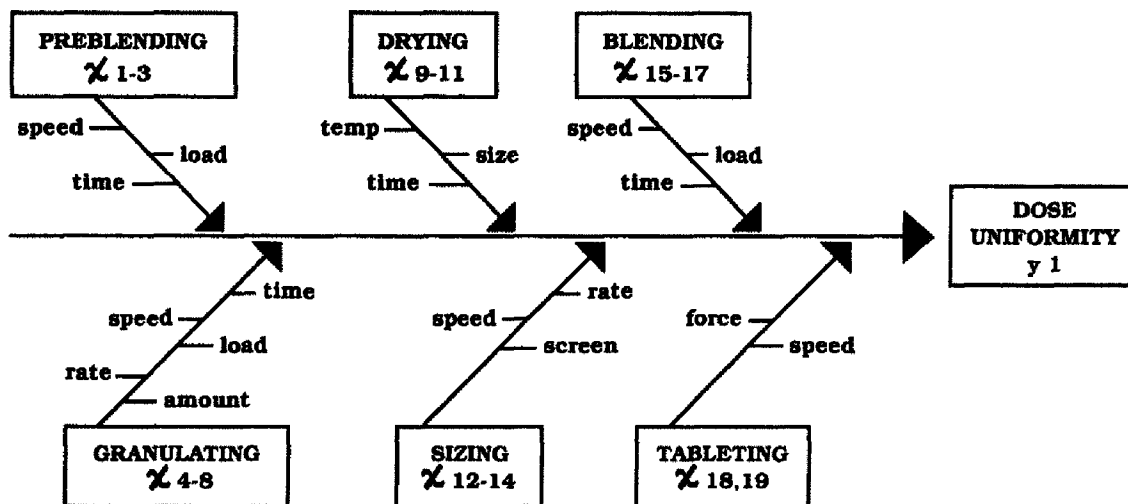 PREBLENDING
𝓍 1-3
speed
load
time
DRYING
𝓍 9-11
temp
size
time
BLENDING
𝓍 15-17
speed
load
time
DOSE
UNIFORMITY
y 1
time
speed
load
rate
amount
GRANULATING
𝓍 4-8
rate
speed
screen
SIZING
𝓍 12-14
force
speed
TABLETING
𝓍 18,19